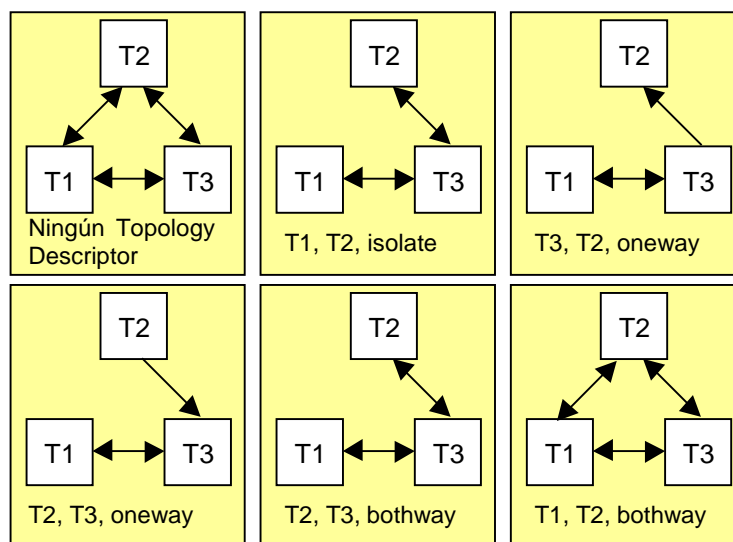 T2
T1
T3
Ningún Topology
Descriptor
T2
T1
T3
T1, T2, isolate
T2
T1
T3
T3, T2, oneway
T2
T1
T3
T2, T3, oneway
T2
T1
T3
T2, T3, bothway
T2
T1
T3
T1, T2, bothway